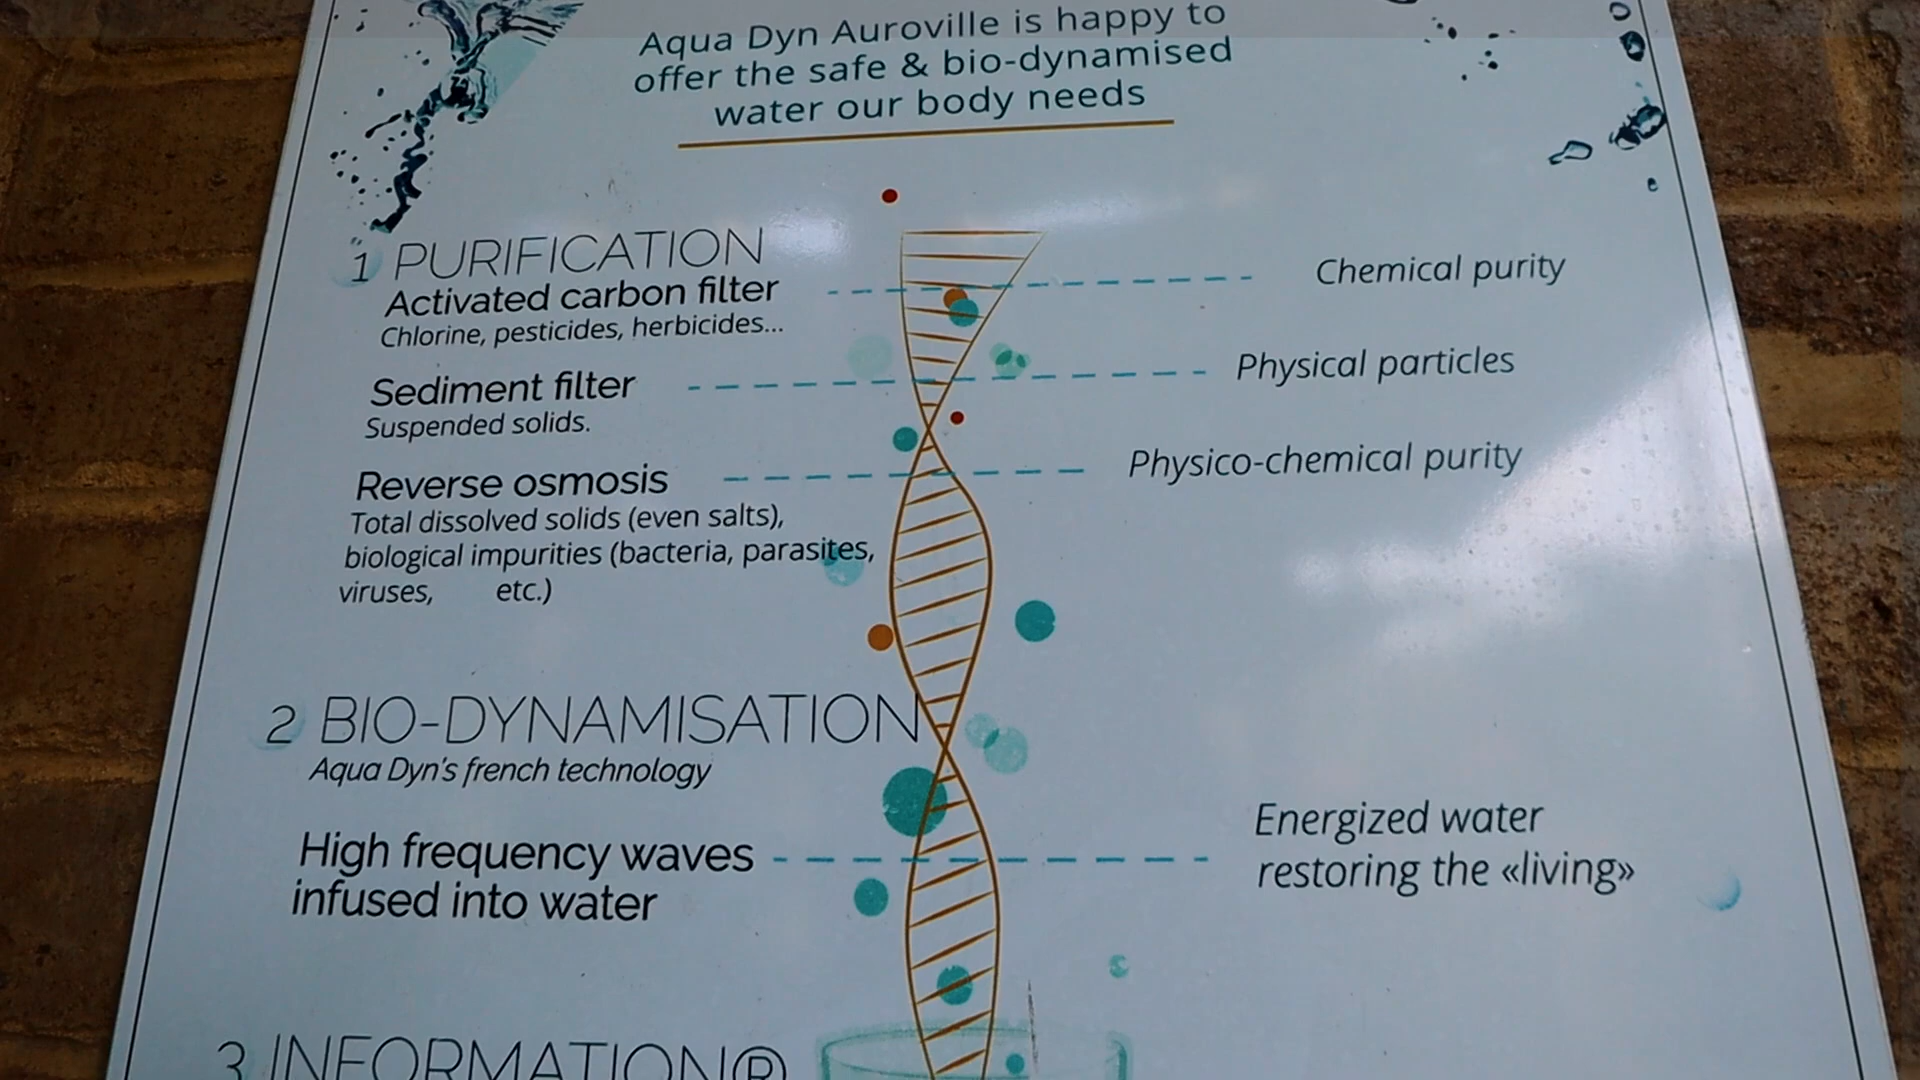 Aqua Dyn Auroville is happy to
offer the safe & bio-dynamised
water our body needs
1 PURIFICATION
Activated carbon filter
Chlorine, pesticides, herbicides...
Chemical purity
Sediment filter
Suspended solids.
Physical particles
Reverse osmosis
Total dissolved solids (even salts),
biological impurities (bacteria, parasites,
viruses, etc.)
Physico-chemical purity
2 BIO-DYNAMISATION
Aqua Dyn's french technology
High frequency waves
infused into water
Energized water
restoring the «living»
3 INFORMATION®